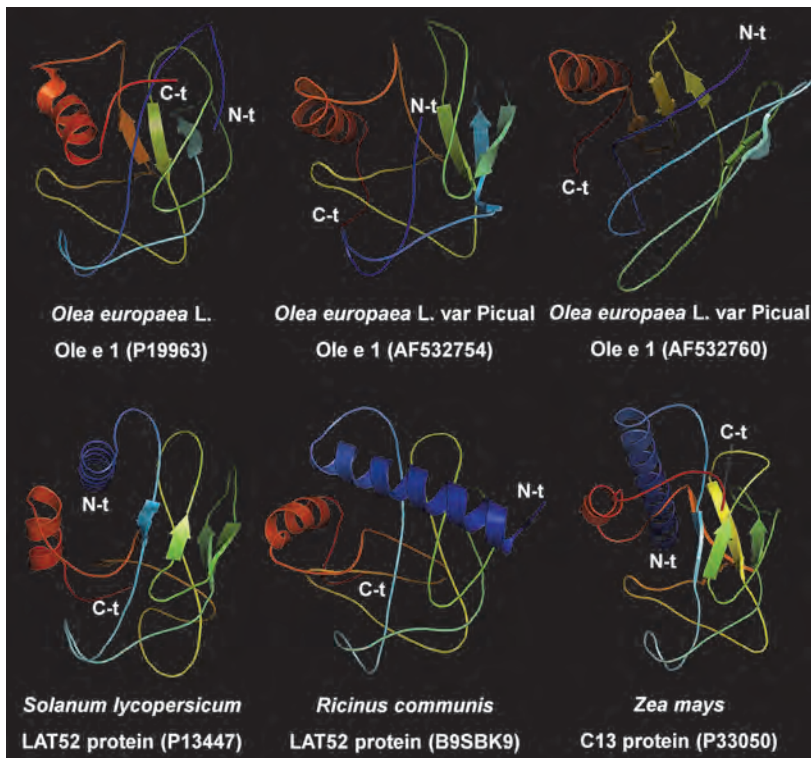 C-t
N-t
N-t
C-t
N-t
C-t
Olea europaea L.
Ole e 1 (P19963)
Olea europaea L. var Picual
Ole e 1 (AF532754)
Olea europaea L. var Picual
Ole e 1 (AF532760)
N-t
C-t
N-t
C-t
C-t
N-t
Solanum lycopersicum
LAT52 protein (P13447)
Ricinus communis
LAT52 protein (B9SBK9)
Zea mays
C13 protein (P33050)